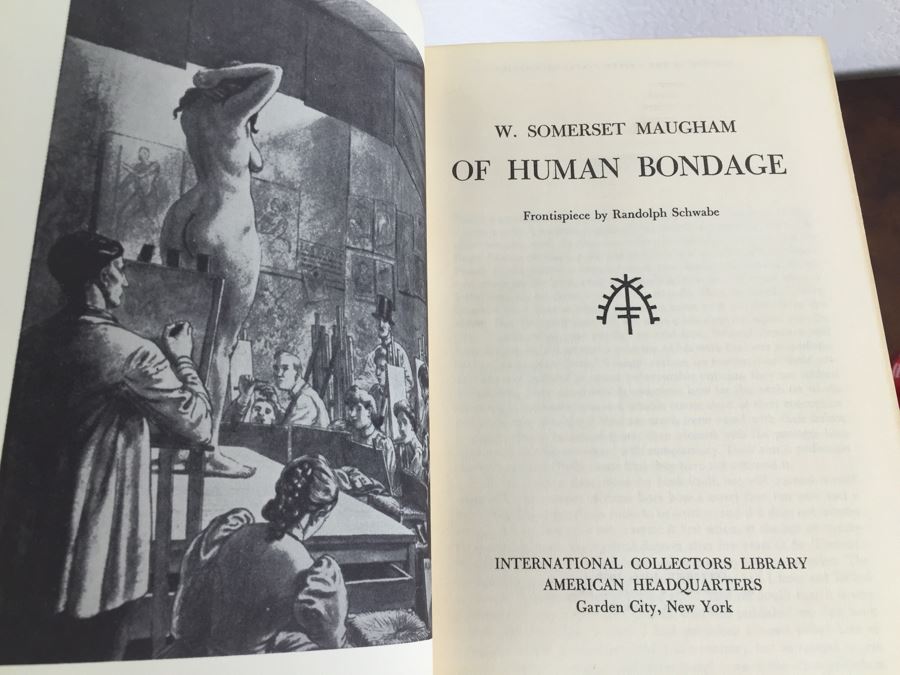 W. SOMERSET MAUGHAM
OF HUMAN BONDAGE
Frontispiece by Randolph Schwabe
INTERNATIONAL COLLECTORS LIBRARY
AMERICAN HEADQUARTERS
Garden City, New York